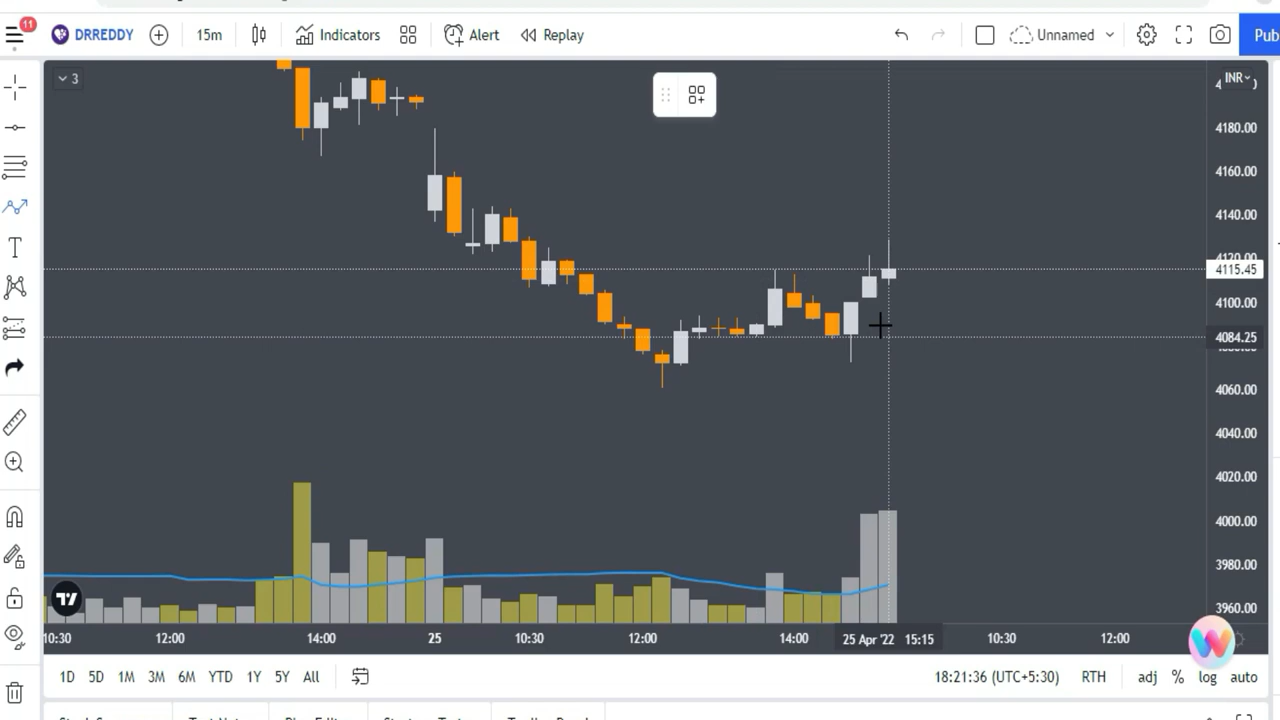 11
DRREDDY
15m
Indicators
Alert
Replay
Unnamed
Pub
3
INR
4180.00
4160.00
4140.00
4120.00
4115.45
4100.00
4084.25
4060.00
4040.00
4020.00
4000.00
3980.00
3960.00
10:30
12:00
14:00
25
10:30
12:00
14:00
25 Apr '22 15:15
10:30
12:00
1D
5D
1M
3M
6M
YTD
1Y
5Y
All
18:21:36 (UTC+5:30)
RTH
adj
%
log
auto